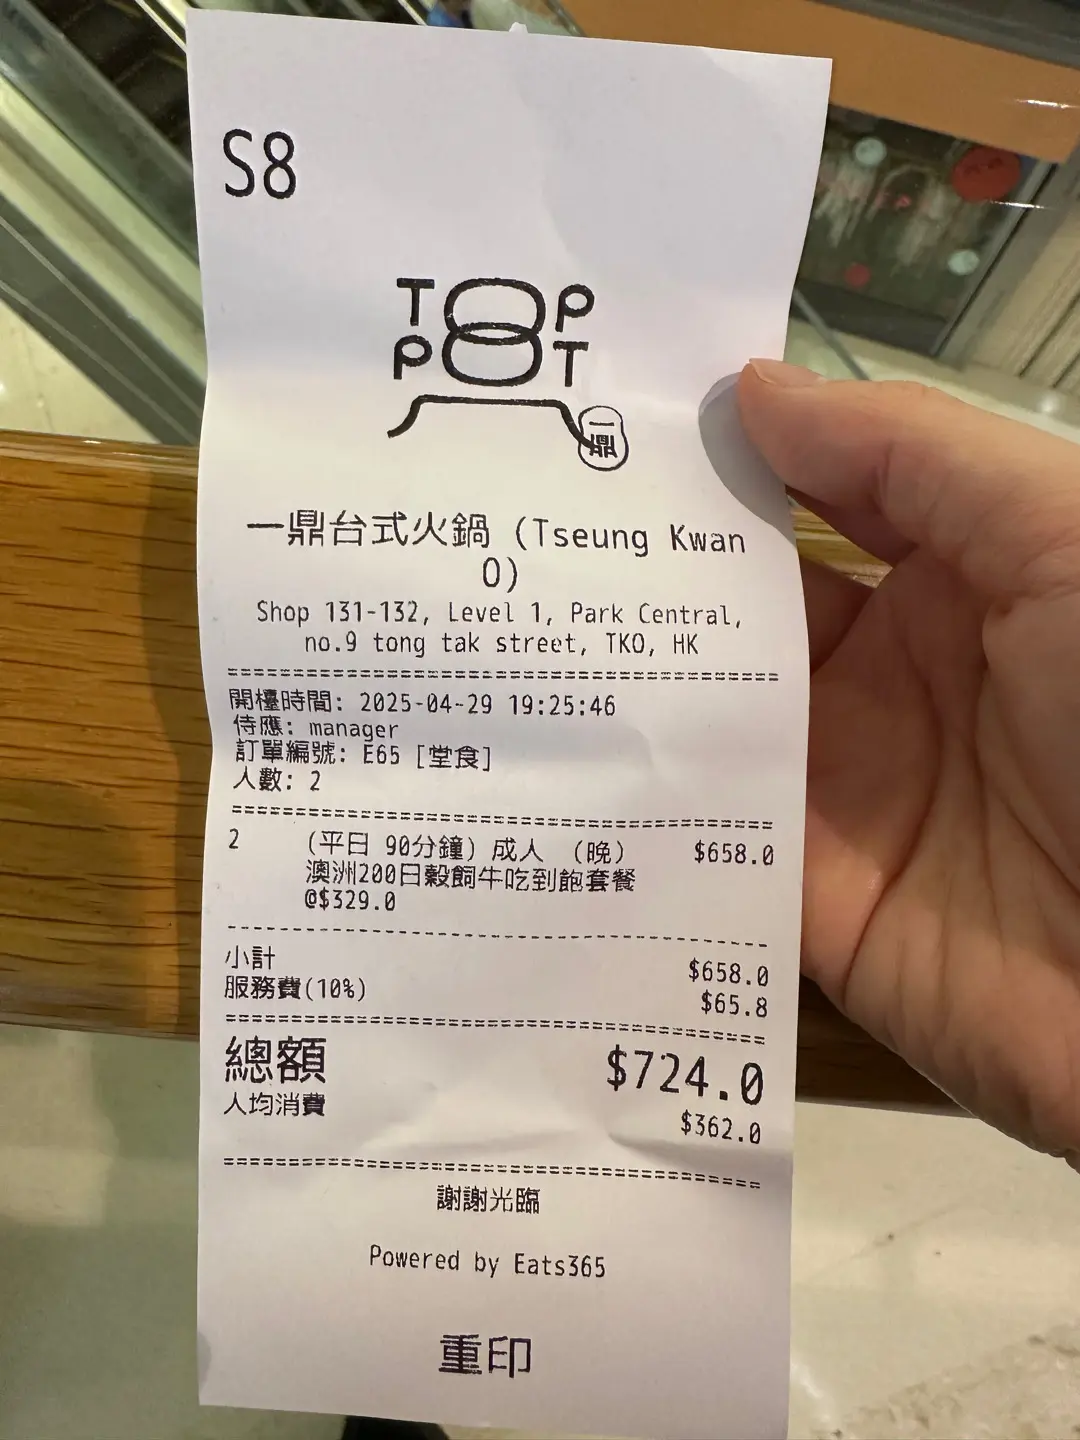 S8
TOP
POT
一鼎
一鼎台式火鍋 (Tseung Kwan
O)
Shop 131-132, Level 1, Park Central,
no.9 tong tak street, TKO, HK
開檯時間: 2025-04-29 19:25:46
侍應: manager
訂單編號: E65 [堂食]
人數: 2
2 (平日 90分鐘) 成人 (晚) $658.0
澳洲200日穀飼牛吃到飽套餐
@$329.0
小計 $658.0
服務費(10%) $65.8
總額 $724.0
人均消費 $362.0
謝謝光臨
Powered by Eats365
重印